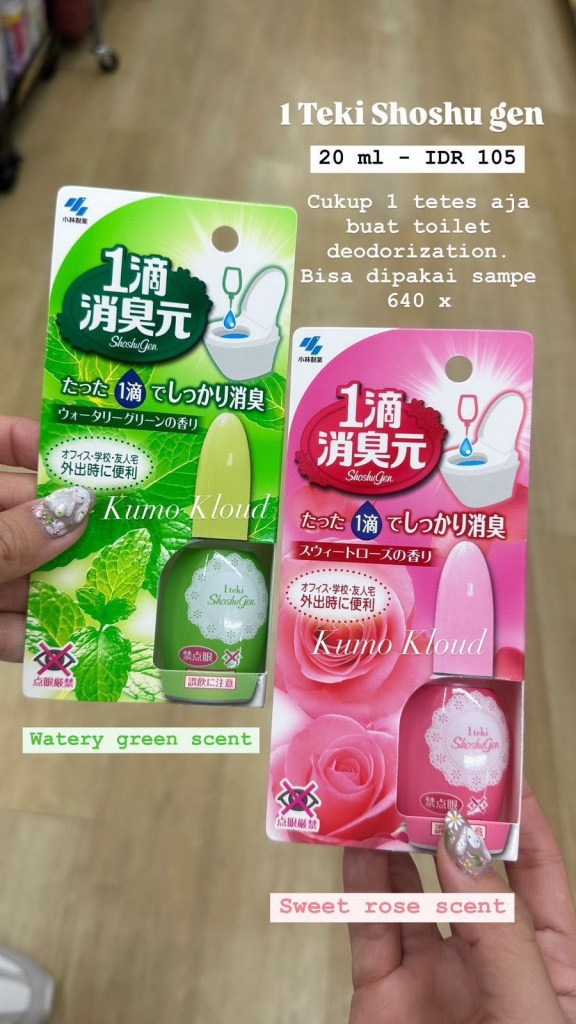 1 Teki Shoshu gen
20 ml - IDR 105
Cukup 1 tetes aja
buat toilet
deodorization.
Bisa dipakai sampe
640 x
小林製薬
1滴
消臭元
ShoshuGen
たった 1滴 でしっかり消臭
ウォータリーグリーンの香り
オフィス・学校・友人宅
外出時に便利
Kumo Kloud
1 teki
ShoshuGen
禁点眼
点眼厳禁
誤飲に注意
Watery green scent
小林製薬
1滴
消臭元
ShoshuGen
たった 1滴 でしっかり消臭
スウィートローズの香り
オフィス・学校・友人宅
外出時に便利
Kumo Kloud
1 teki
ShoshuGen
禁点眼
点眼厳禁
Sweet rose scent